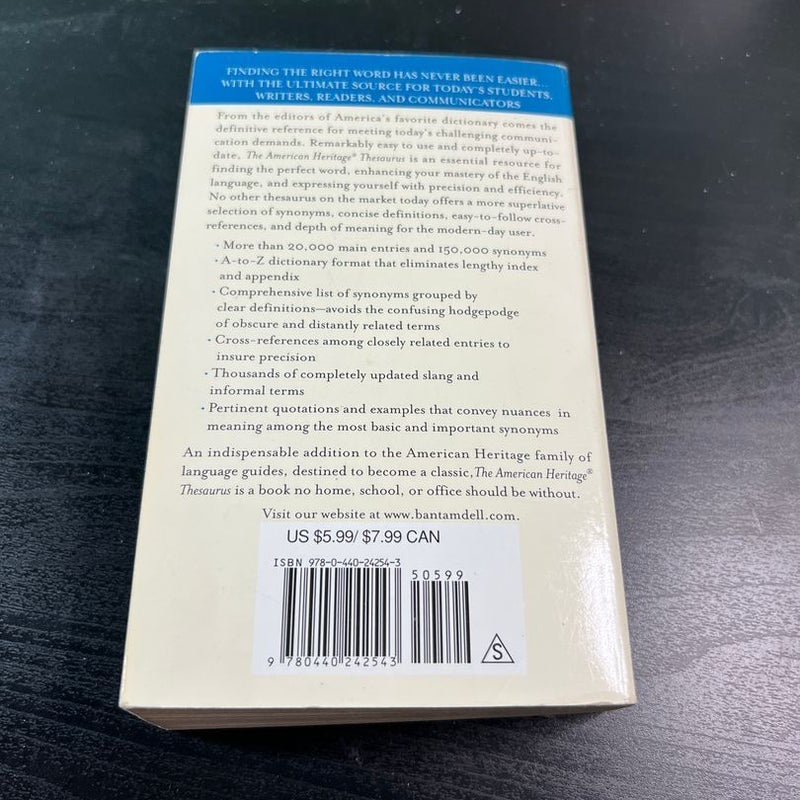 FINDING THE RIGHT WORD HAS NEVER BEEN EASIER...
WITH THE ULTIMATE SOURCE FOR TODAY'S STUDENTS,
WRITERS, READERS, AND COMMUNICATORS
From the editors of America's favorite dictionary comes the
definitive reference for meeting today's challenging communi-
cation demands. Remarkably easy to use and completely up-to-
date, The American Heritage® Thesaurus is an essential resource for
finding the perfect word, enhancing your mastery of the English
language, and expressing yourself with precision and efficiency.
No other thesaurus on the market today offers a more superlative
selection of synonyms, concise definitions, easy-to-follow cross-
references, and depth of meaning for the modern-day user.
• More than 20,000 main entries and 150,000 synonyms
• A-to-Z dictionary format that eliminates lengthy index
and appendix
• Comprehensive list of synonyms grouped by
clear definitions—avoids the confusing hodgepodge
of obscure and distantly related terms
• Cross-references among closely related entries to
insure precision
• Thousands of completely updated slang and
informal terms
• Pertinent quotations and examples that convey nuances in
meaning among the most basic and important synonyms
An indispensable addition to the American Heritage family of
language guides, destined to become a classic, The American Heritage®
Thesaurus is a book no home, school, or office should be without.
Visit our website at www.bantamdell.com.
US $5.99/ $7.99 CAN
ISBN 978-0-440-24254-3
50599
9 780440 242543
S